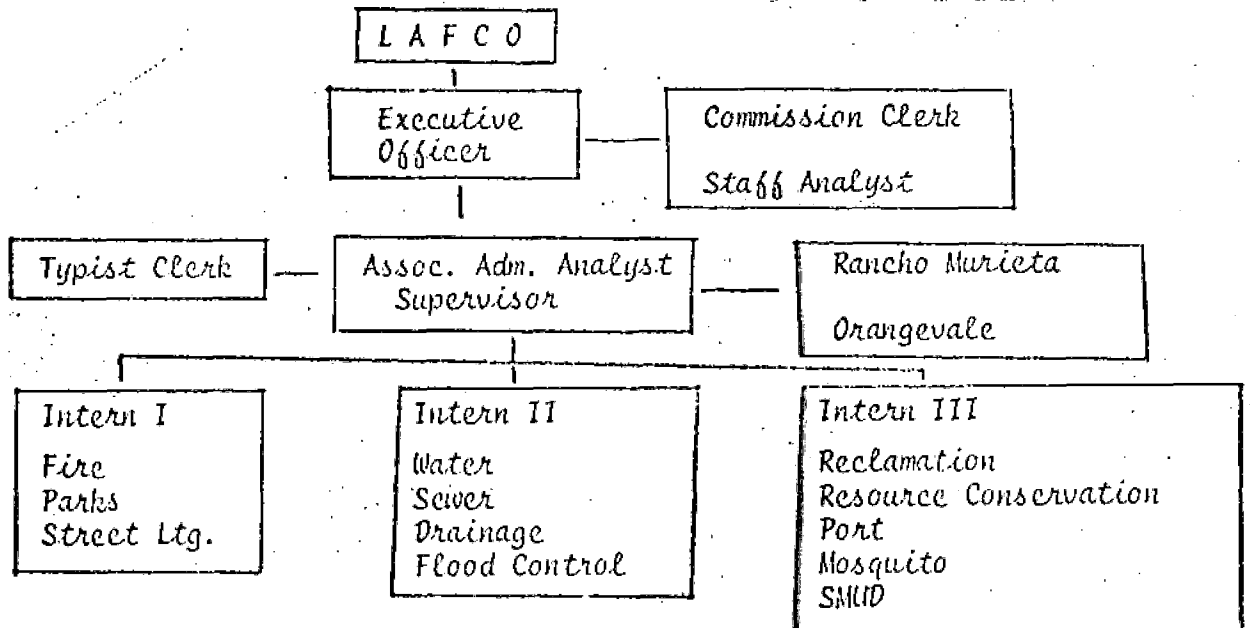 L A F C O
Executive
Officer
Commission Clerk
Staff Analyst
Typist Clerk
Assoc. Adm. Analyst
Supervisor
Rancho Murieta
Orangevale
Intern I
Fire
Parks
Street Ltg.
Intern II
Water
Sewer
Drainage
Flood Control
Intern III
Reclamation
Resource Conservation
Port
Mosquito
SMUD